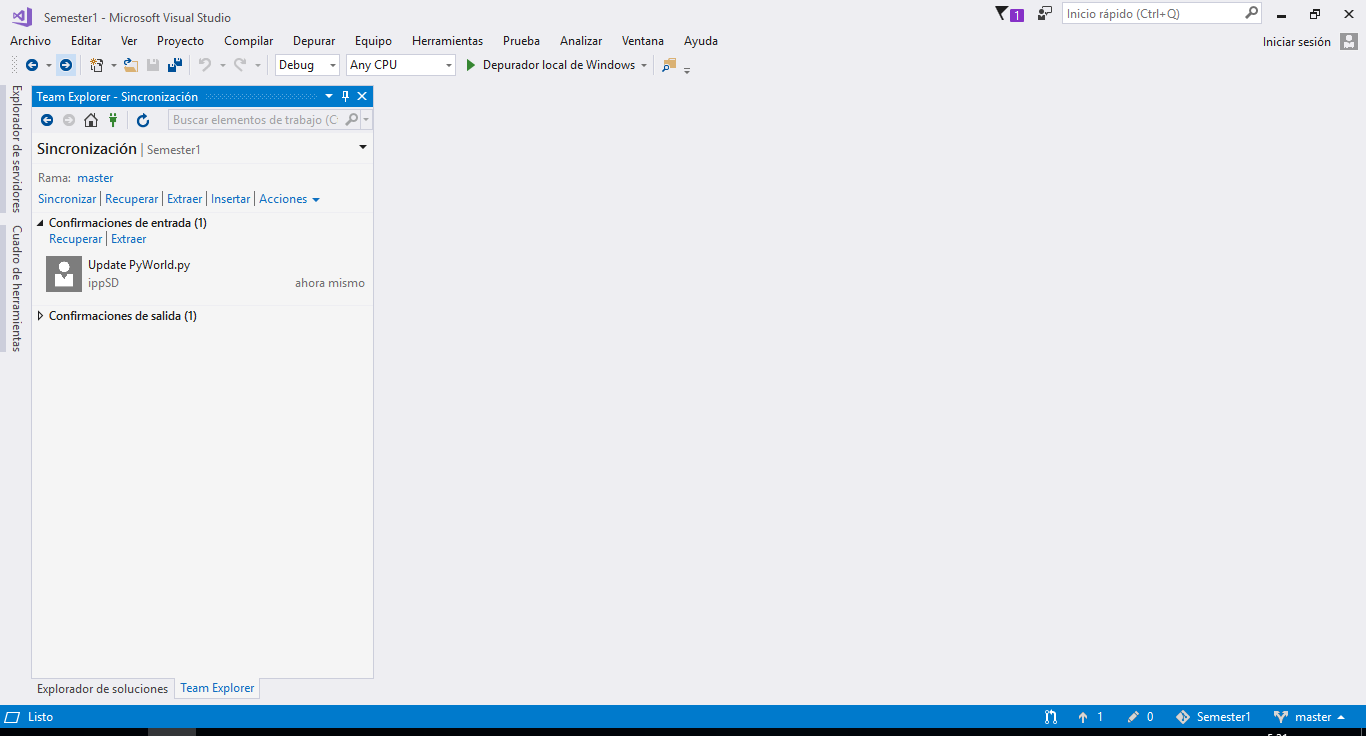 Semester1 - Microsoft Visual Studio
1
Inicio rápido (Ctrl+Q)
Archivo Editar Ver Proyecto Compilar Depurar Equipo Herramientas Prueba Analizar Ventana Ayuda
Iniciar sesión
Debug Any CPU Depurador local de Windows
Explorador de servidores
Cuadro de herramientas
Team Explorer - Sincronización
Buscar elementos de trabajo (C
Sincronización | Semester1
Rama: master
Sincronizar | Recuperar | Extraer | Insertar | Acciones
Confirmaciones de entrada (1)
Recuperar | Extraer
Update PyWorld.py
ippSD ahora mismo
Confirmaciones de salida (1)
Explorador de soluciones Team Explorer
Listo 1 0 Semester1 master